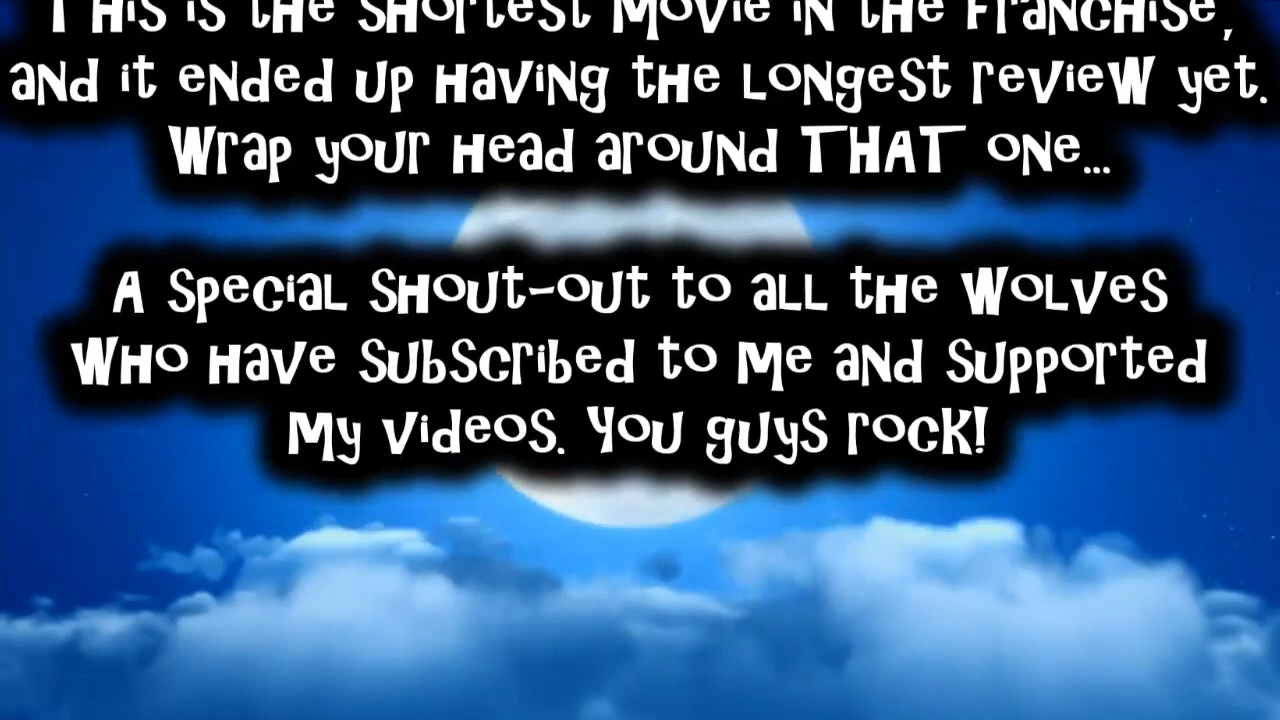 This is the shortest movie in the franchise,
and it ended up having the longest review yet.
Wrap your head around THAT one...
A special shout-out to all the wolves
who have subscribed to me and supported
my videos. You guys rock!